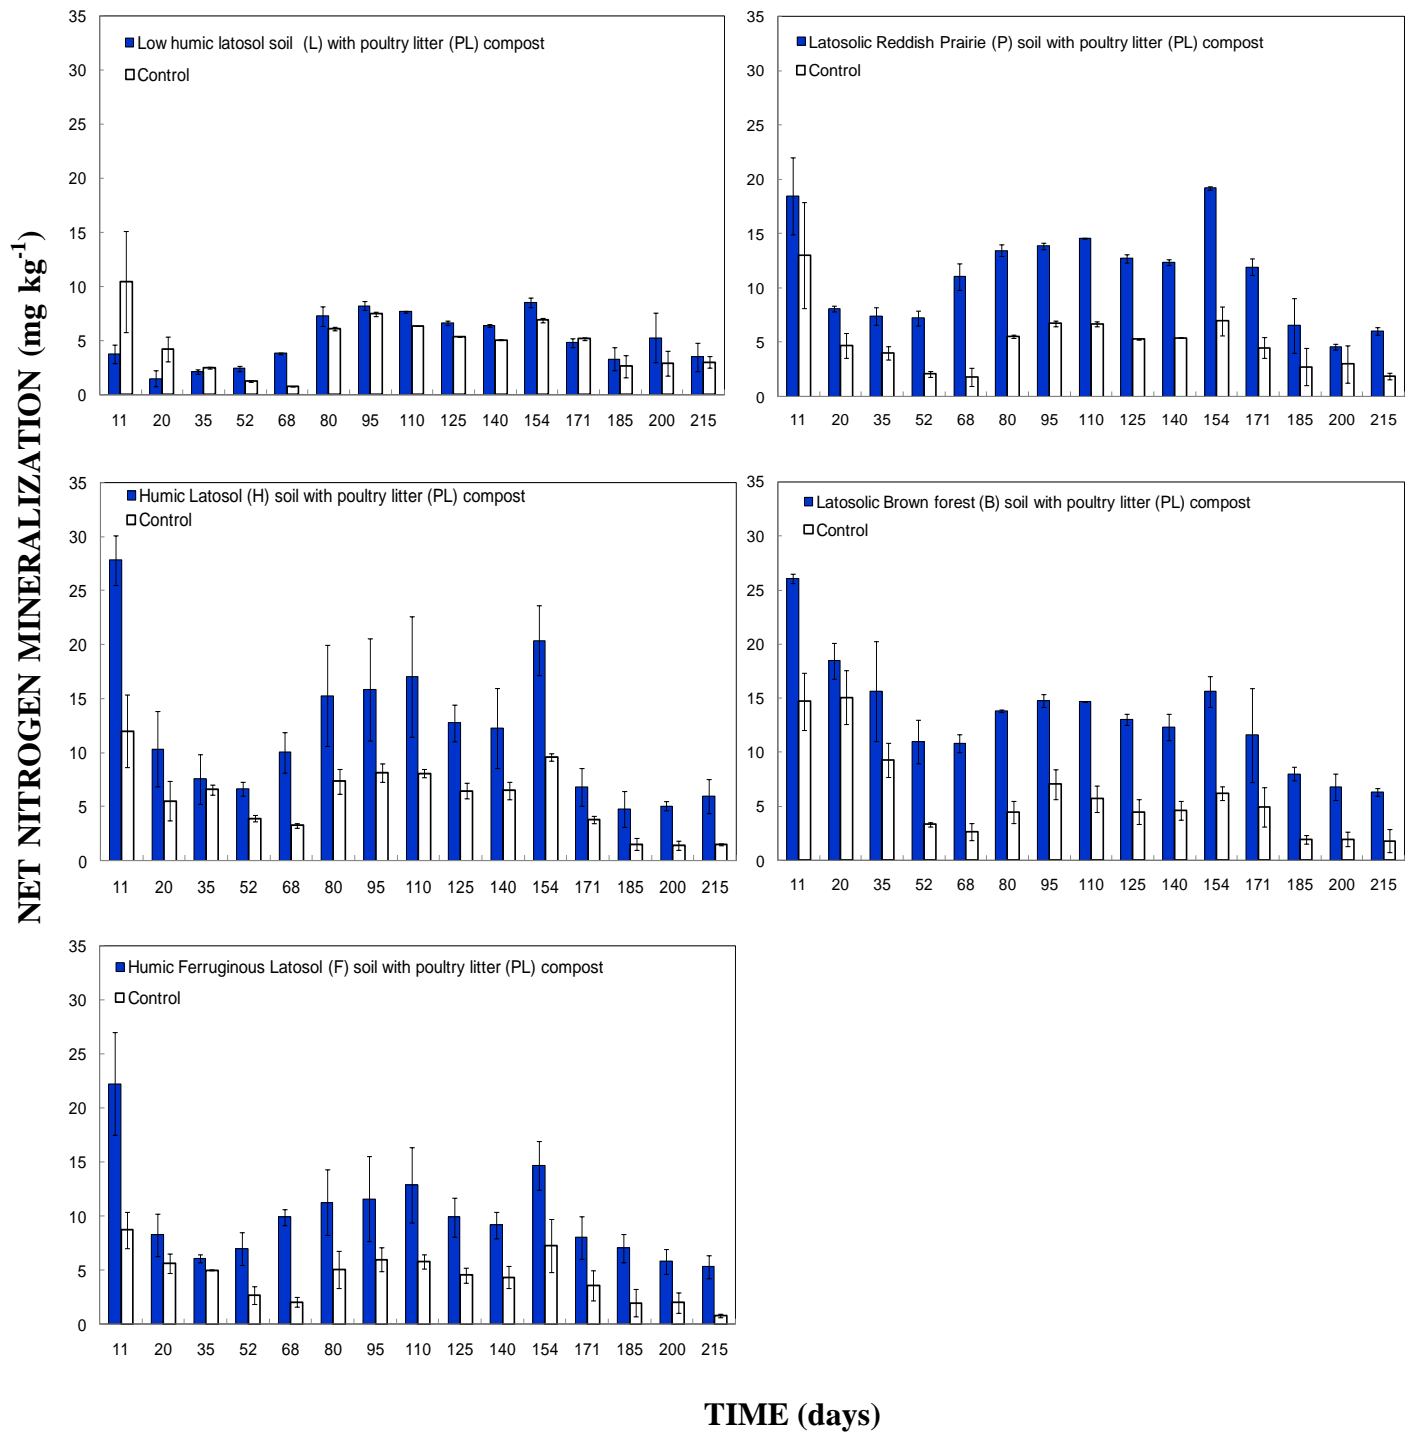 NET NITROGEN MINERALIZATION (mg kg-1)
35
30
25
20
15
10
5
0
Low humic latosol soil (L) with poultry litter (PL) compost
Control
11 20 35 52 68 80 95 110 125 140 154 171 185 200 215
35
30
25
20
15
10
5
0
Latosolic Reddish Prairie (P) soil with poultry litter (PL) compost
Control
11 20 35 52 68 80 95 110 125 140 154 171 185 200 215
35
30
25
20
15
10
5
0
Humic Latosol (H) soil with poultry litter (PL) compost
Control
11 20 35 52 68 80 95 110 125 140 154 171 185 200 215
35
30
25
20
15
10
5
0
Latosolic Brown forest (B) soil with poultry litter (PL) compost
Control
11 20 35 52 68 80 95 110 125 140 154 171 185 200 215
35
30
25
20
15
10
5
0
Humic Ferruginous Latosol (F) soil with poultry litter (PL) compost
Control
11 20 35 52 68 80 95 110 125 140 154 171 185 200 215
TIME (days)